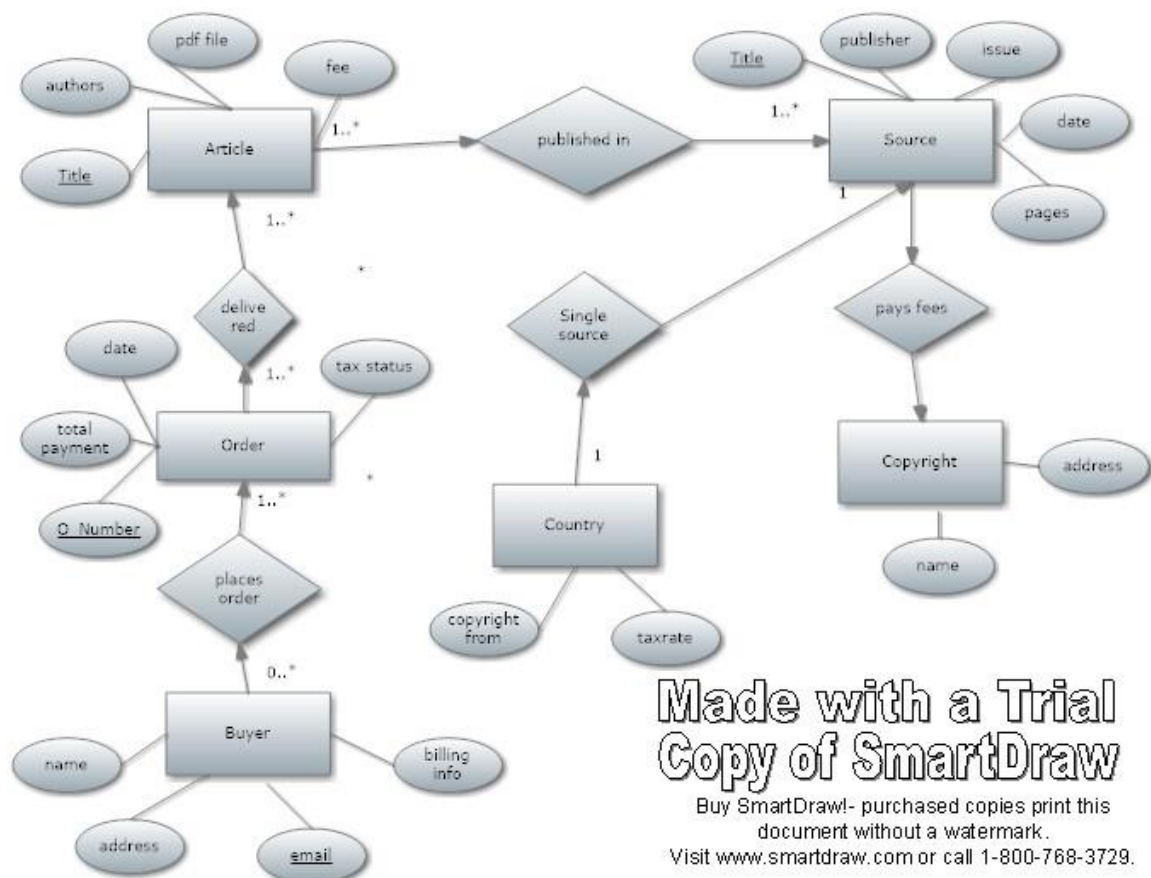 pdf file
publisher
issue
Title
authors
fee
date
1..*
1..*
Article
published in
Source
Title
1
pages
1..*
*
delive
red
Single
source
pays fees
date
1..*
tax status
total
payment
Order
1
Copyright
address
*
1..*
O_Number
Country
places
order
name
copyright
from
taxrate
0..*
Made with a Trial
Copy of SmartDraw
Buyer
name
billing
info
Buy SmartDraw!- purchased copies print this
document without a watermark.
Visit www.smartdraw.com or call 1-800-768-3729.
address
email